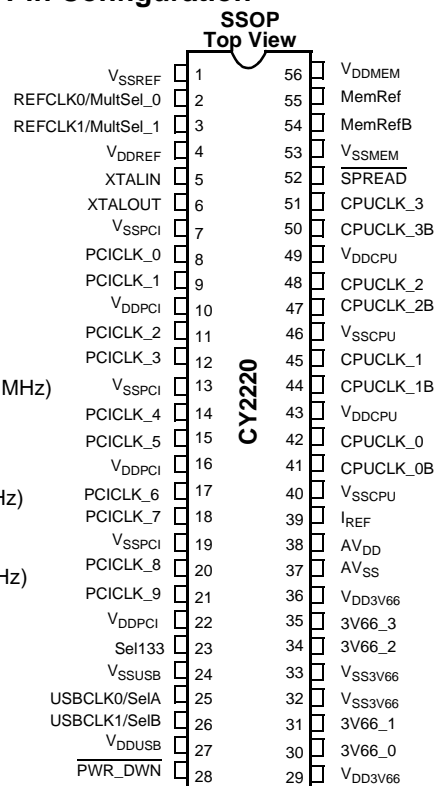 SSOP
Top View
VSSREF 1 56 VDDMEM
REFCLK0/MultSel_0 2 55 MemRef
REFCLK1/MultSel_1 3 54 MemRefB
VDDREF 4 53 VSSMEM
XTALIN 5 52 SPREAD
XTALOUT 6 51 CPUCLK_3
VSSPCI 7 50 CPUCLK_3B
PCICLK_0 8 49 VDDCPU
PCICLK_1 9 48 CPUCLK_2
VDDPCI 10 47 CPUCLK_2B
PCICLK_2 11 46 VSSCPU
PCICLK_3 12 45 CPUCLK_1
MHz) VSSPCI 13 44 CPUCLK_1B
PCICLK_4 14 43 VDDCPU
PCICLK_5 15 42 CPUCLK_0
VDDPCI 16 41 CPUCLK_0B
Hz) PCICLK_6 17 40 VSSCPU
PCICLK_7 18 39 IREF
VSSPCI 19 38 AVDD
Hz) PCICLK_8 20 37 AVSS
PCICLK_9 21 36 VDD3V66
VDDPCI 22 35 3V66_3
Sel133 23 34 3V66_2
VSSUSB 24 33 VSS3V66
USBCLK0/SelA 25 32 VSS3V66
USBCLK1/SelB 26 31 3V66_1
VDDUSB 27 30 3V66_0
PWR_DWN 28 29 VDD3V66
CY2220